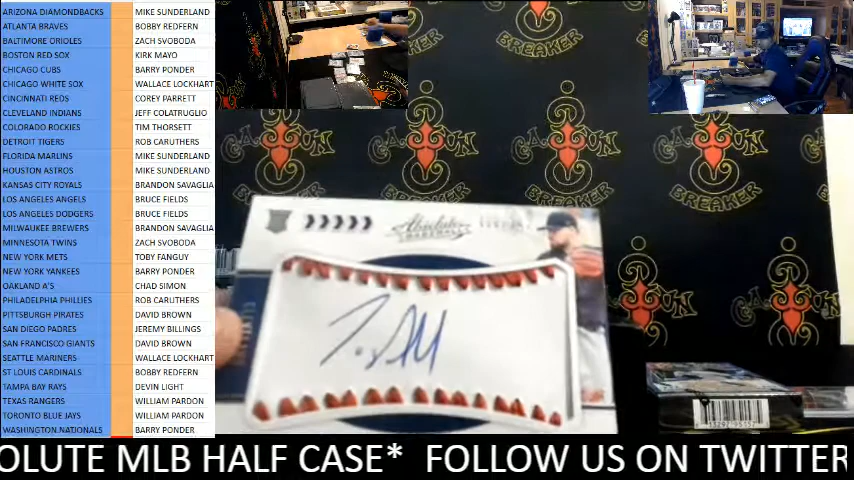 ARIZONA DIAMONDBACKS MIKE SUNDERLAND
ATLANTA BRAVES BOBBY REDFERN
BALTIMORE ORIOLES ZACH SVOBODA
BOSTON RED SOX KIRK MAYO
CHICAGO CUBS BARRY PONDER
CHICAGO WHITE SOX WALLACE LOCKHART
CINCINNATI REDS COREY PARRETT
CLEVELAND INDIANS JEFF COLATRUGLIO
COLORADO ROCKIES TIM THORSETT
DETROIT TIGERS ROB CARUTHERS
FLORIDA MARLINS MIKE SUNDERLAND
HOUSTON ASTROS MIKE SUNDERLAND
KANSAS CITY ROYALS BRANDON SAVAGLIA
LOS ANGELES ANGELS BRUCE FIELDS
LOS ANGELES DODGERS BRUCE FIELDS
MILWAUKEE BREWERS BRANDON SAVAGLIA
MINNESOTA TWINS ZACH SVOBODA
NEW YORK METS TOBY FANGUY
NEW YORK YANKEES BARRY PONDER
OAKLAND A'S CHAD SIMON
PHILADELPHIA PHILLIES ROB CARUTHERS
PITTSBURGH PIRATES DAVID BROWN
SAN DIEGO PADRES JEREMY BILLINGS
SAN FRANCISCO GIANTS DAVID BROWN
SEATTLE MARINERS WALLACE LOCKHART
ST LOUIS CARDINALS BOBBY REDFERN
TAMPA BAY RAYS DEVIN LIGHT
TEXAS RANGERS WILLIAM PARDON
TORONTO BLUE JAYS WILLIAM PARDON
WASHINGTON NATIONALS BARRY PONDER
CAJUN
BREAKER
Absolute
BASEBALL
OLUTE MLB HALF CASE* FOLLOW US ON TWITTER